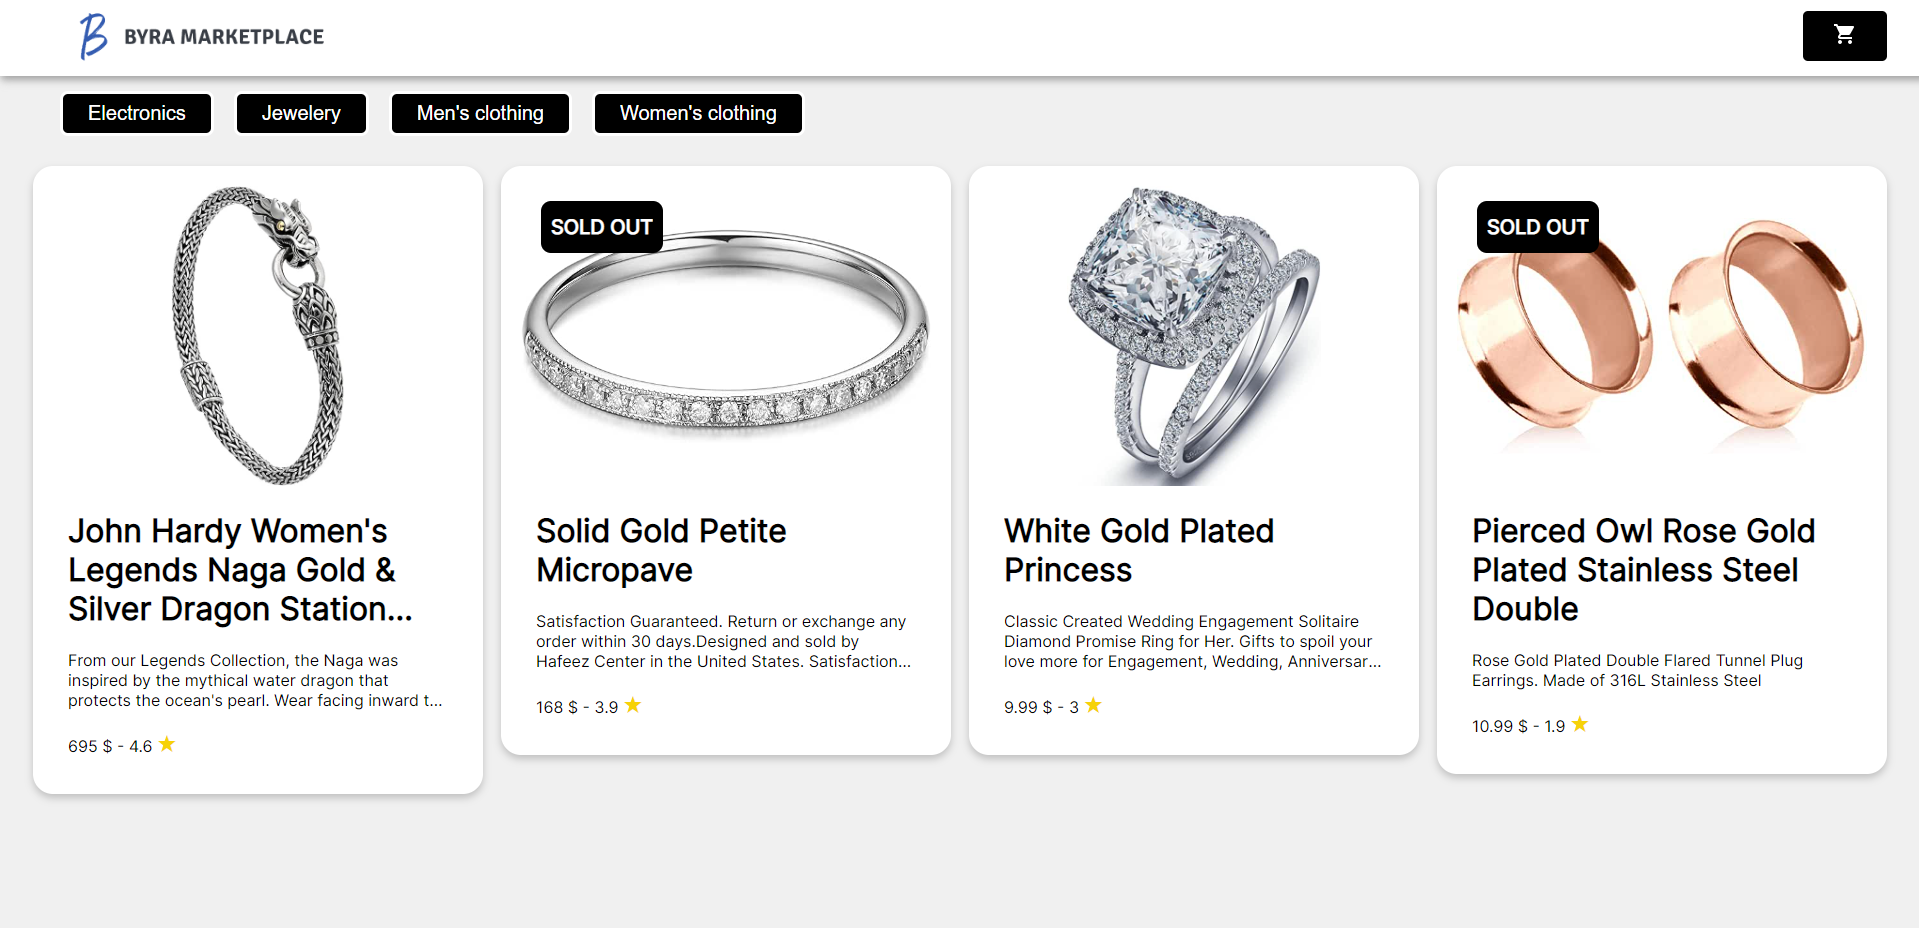 BYRA MARKETPLACE
Electronics
Jewelery
Men's clothing
Women's clothing
John Hardy Women's
Legends Naga Gold &
Silver Dragon Station...
From our Legends Collection, the Naga was
inspired by the mythical water dragon that
protects the ocean's pearl. Wear facing inward t...
695 $ - 4.6
SOLD OUT
Solid Gold Petite
Micropave
Satisfaction Guaranteed. Return or exchange any
order within 30 days.Designed and sold by
Hafeez Center in the United States. Satisfaction...
168 $ - 3.9
White Gold Plated
Princess
Classic Created Wedding Engagement Solitaire
Diamond Promise Ring for Her. Gifts to spoil your
love more for Engagement, Wedding, Anniversar...
9.99 $ - 3
SOLD OUT
Pierced Owl Rose Gold
Plated Stainless Steel
Double
Rose Gold Plated Double Flared Tunnel Plug
Earrings. Made of 316L Stainless Steel
10.99 $ - 1.9